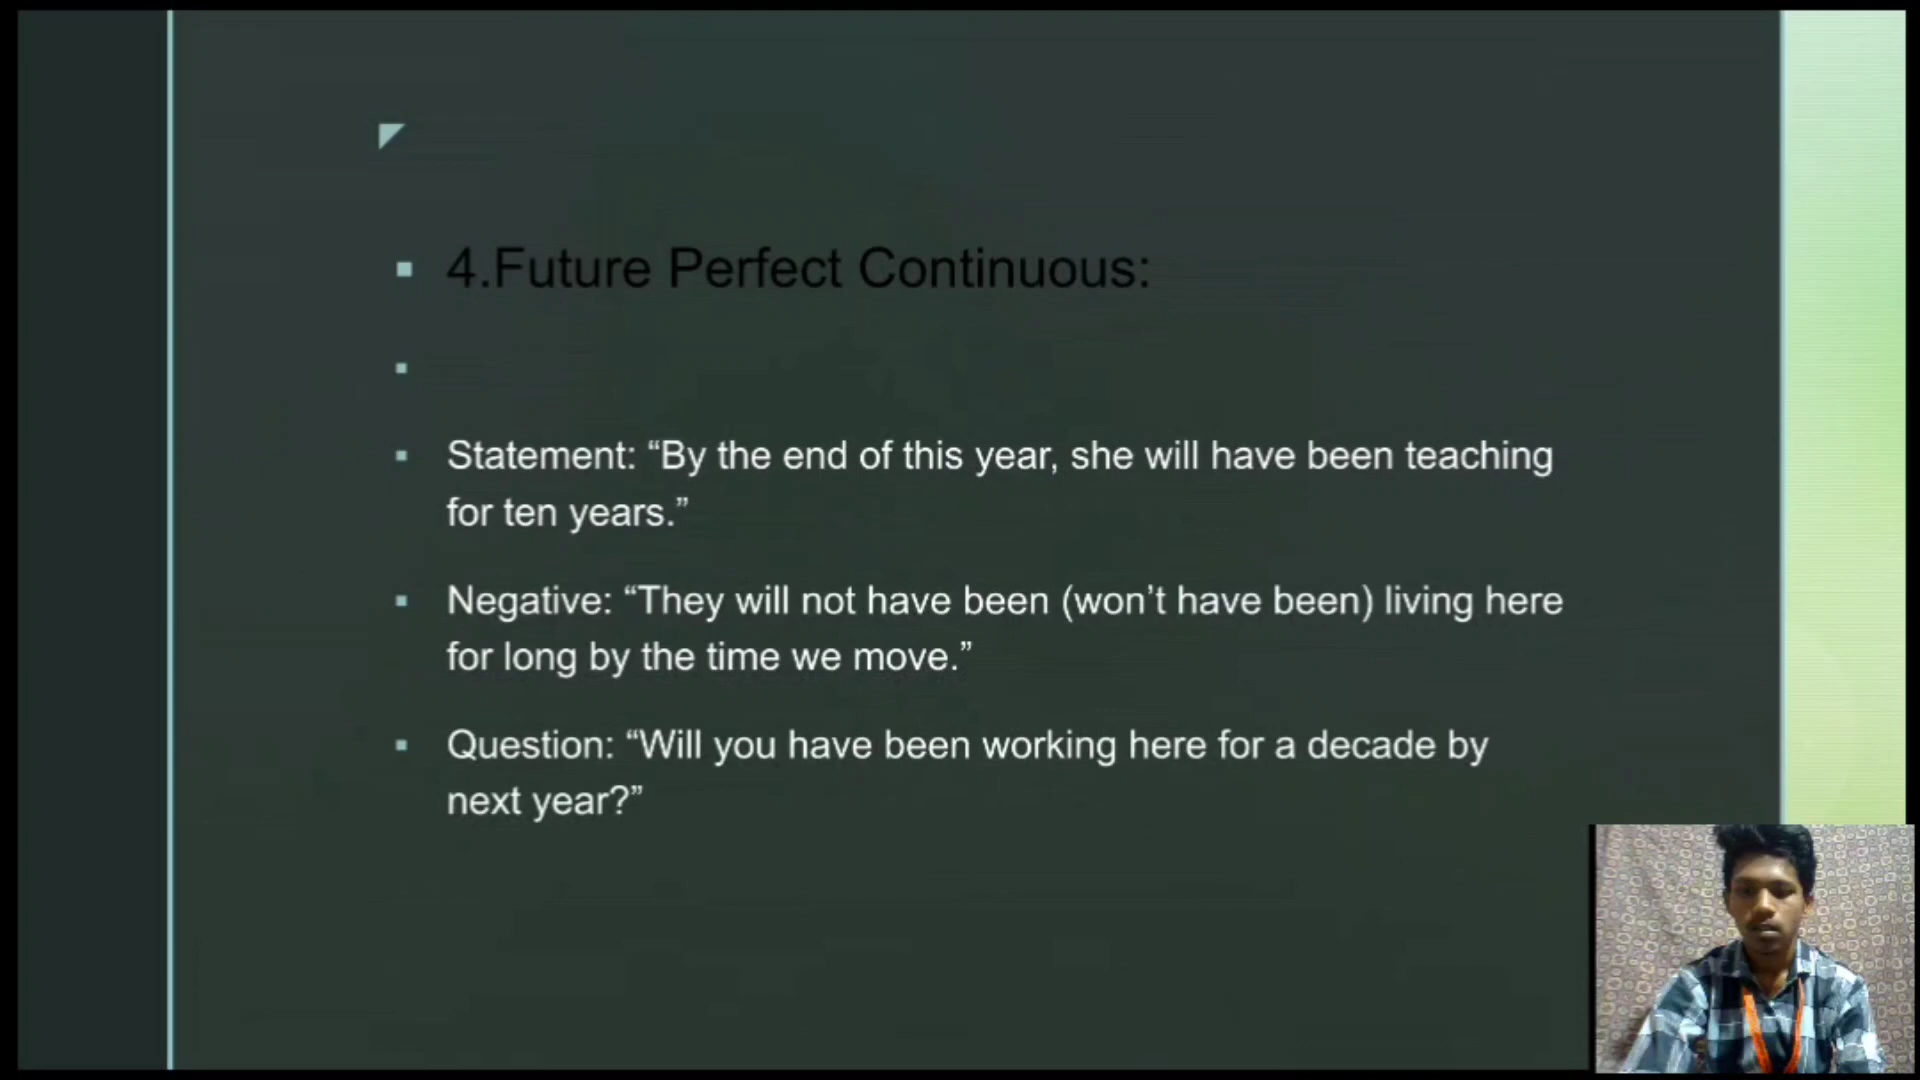 4.Future Perfect Continuous:
Statement: “By the end of this year, she will have been teaching
for ten years.”
Negative: “They will not have been (won’t have been) living here
for long by the time we move.”
Question: “Will you have been working here for a decade by
next year?”